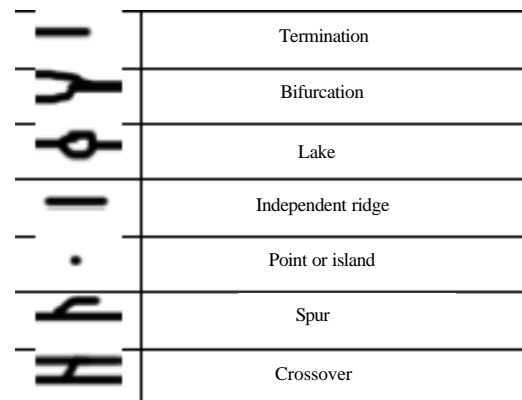 Termination
Bifurcation
Lake
Independent ridge
Point or island
Spur
Crossover